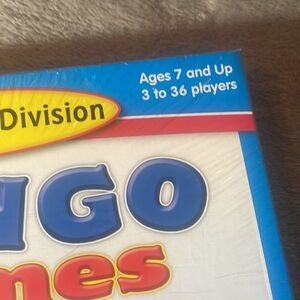 Ages 7 and Up
3 to 36 players
Division
NGO
mes